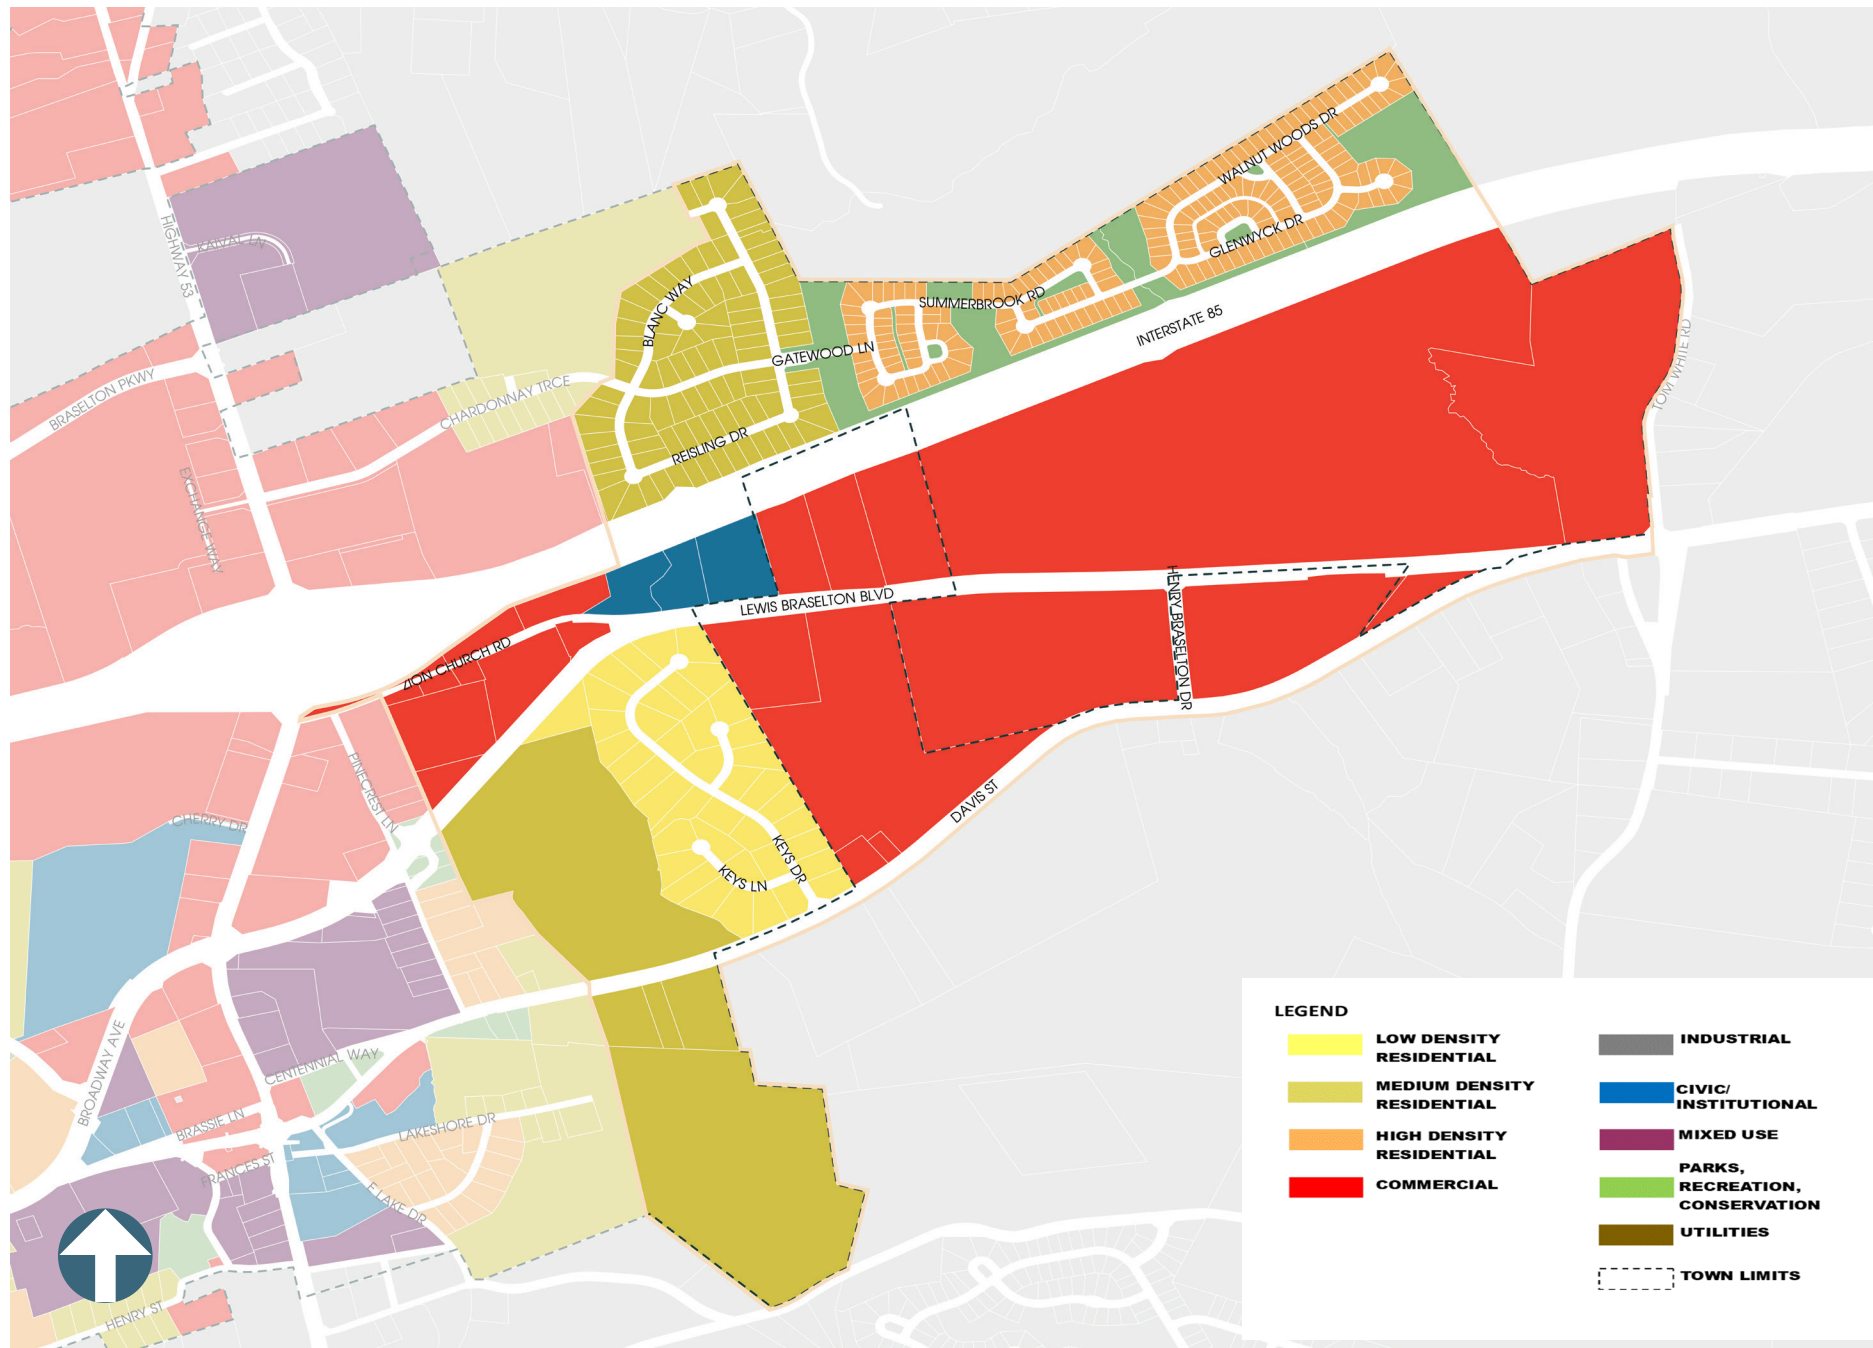 WALNUT WOODS DR
GLENWYCK DR
HIGHWAY 53
KANAL LN
BLANC WAY
SUMMERBROOK RD
INTERSTATE 85
GATEWOOD LN
BRASELTON PKWY
CHARDONNAY TRCE
TOM WHITE RD
REISLING DR
EXCHANGE WAY
LEWIS BRASELTON BLVD
HENRY BRASELTON DR
ZION CHURCH RD
PINECREST LN
DAVIS ST
CHERRY DR
KEYS DR
KEYS LN
BROADWAY AVE
CENTENNIAL WAY
BRASSIE LN
LAKESHORE DR
FRANCES ST
E LAKE DR
HENRY ST
LEGEND
LOW DENSITY
RESIDENTIAL
MEDIUM DENSITY
RESIDENTIAL
HIGH DENSITY
RESIDENTIAL
COMMERCIAL
INDUSTRIAL
CIVIC/
INSTITUTIONAL
MIXED USE
PARKS,
RECREATION,
CONSERVATION
UTILITIES
TOWN LIMITS